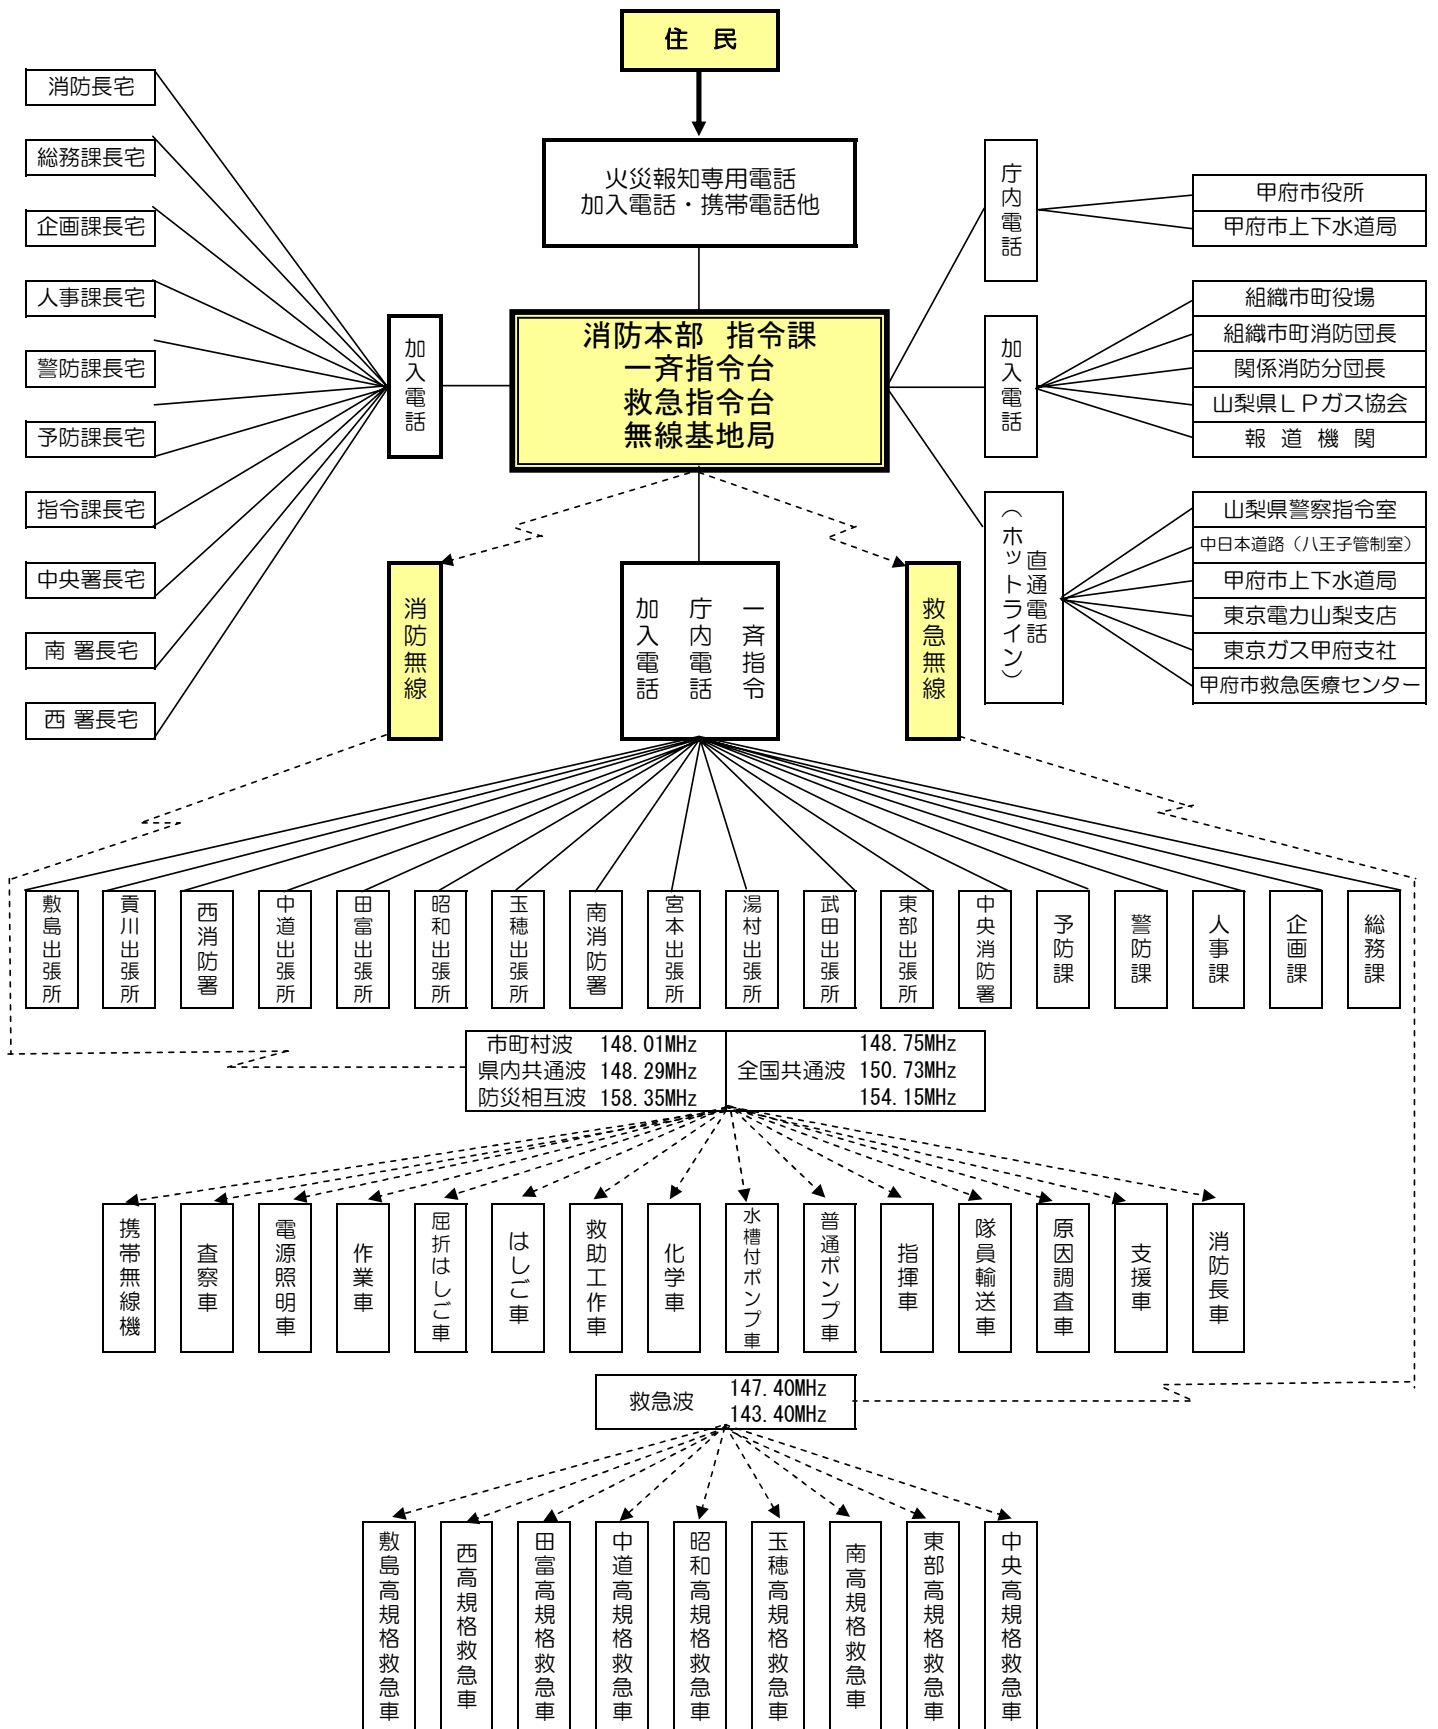 住　民
火災報知専用電話
加入電話・携帯電話他
消防本部　指令課
一斉指令台
救急指令台
無線基地局
消防長宅
総務課長宅
企画課長宅
人事課長宅
警防課長宅
予防課長宅
指令課長宅
中央署長宅
南 署長宅
西 署長宅
加入電話
庁内電話
甲府市役所
甲府市上下水道局
加入電話
組織市町役場
組織市町消防団長
関係消防分団長
山梨県ＬＰガス協会
報 道 機 関
直通電話
（ホットライン）
山梨県警察指令室
中日本道路（八王子管制室）
甲府市上下水道局
東京電力山梨支店
東京ガス甲府支社
甲府市救急医療センター
消防無線
一斉指令
庁内電話
加入電話
救急無線
敷島出張所
貢川出張所
西消防署
中道出張所
田富出張所
昭和出張所
玉穂出張所
南消防署
宮本出張所
湯村出張所
武田出張所
東部出張所
中央消防署
予防課
警防課
人事課
企画課
総務課
市町村波 148.01MHz
県内共通波 148.29MHz
防災相互波 158.35MHz
148.75MHz
全国共通波 150.73MHz
154.15MHz
携帯無線機
査察車
電源照明車
作業車
屈折はしご車
はしご車
救助工作車
化学車
水槽付ポンプ車
普通ポンプ車
指揮車
隊員輸送車
原因調査車
支援車
消防長車
救急波 147.40MHz
143.40MHz
敷島高規格救急車
西高規格救急車
田富高規格救急車
中道高規格救急車
昭和高規格救急車
玉穂高規格救急車
南高規格救急車
東部高規格救急車
中央高規格救急車